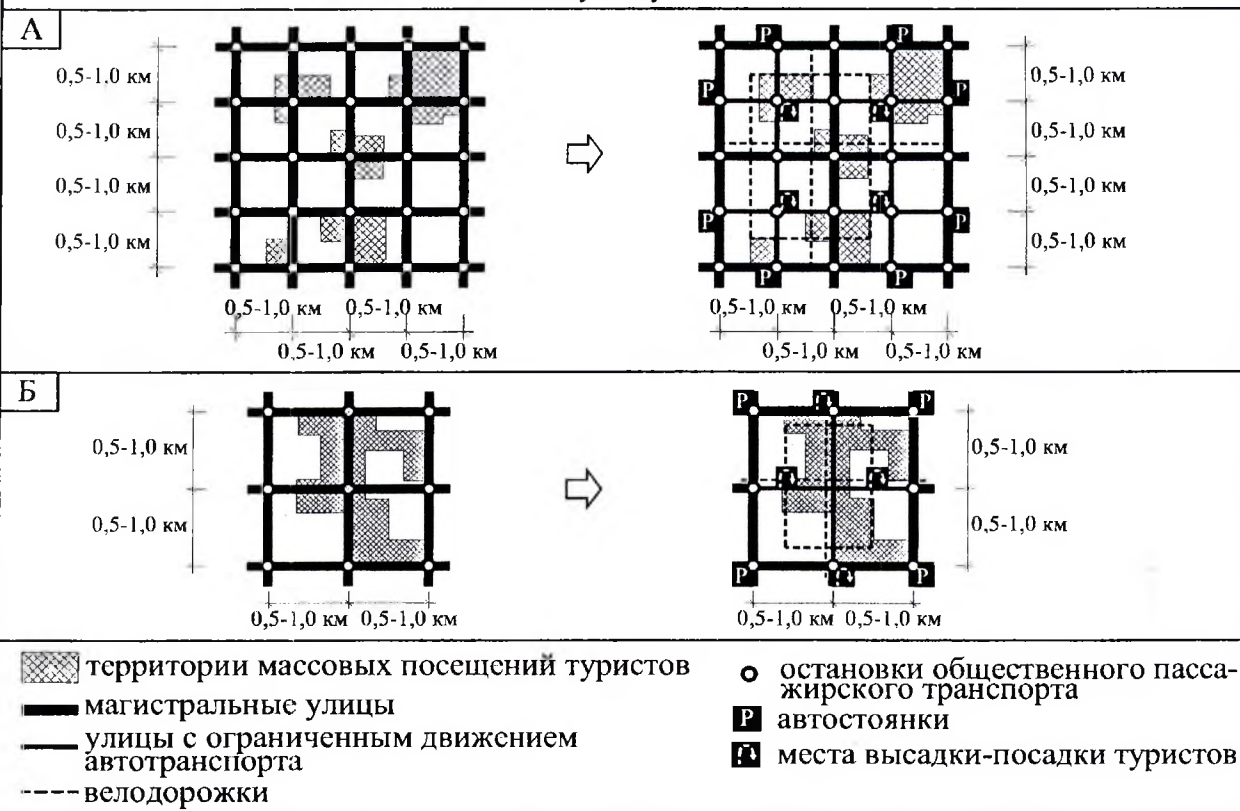 А
0,5-1,0 км
0,5-1,0 км
0,5-1,0 км
0,5-1,0 км
0,5-1,0 км 0,5-1,0 км
0,5-1,0 км 0,5-1,0 км
Р Р
Р Р
Р Р
Р Р
0,5-1,0 км
0,5-1,0 км
0,5-1,0 км
0,5-1,0 км
0,5-1,0 км 0,5-1,0 км
0,5-1,0 км 0,5-1,0 км
Б
0,5-1,0 км
0,5-1,0 км
0,5-1,0 км 0,5-1,0 км
Р Р
Р Р
0,5-1,0 км
0,5-1,0 км
0,5-1,0 км 0,5-1,0 км
территории массовых посещений туристов
магистральные улицы
улицы с ограниченным движением
автотранспорта
велодорожки
остановки общественного пасса-
жирского транспорта
Р автостоянки
места высадки-посадки туристов